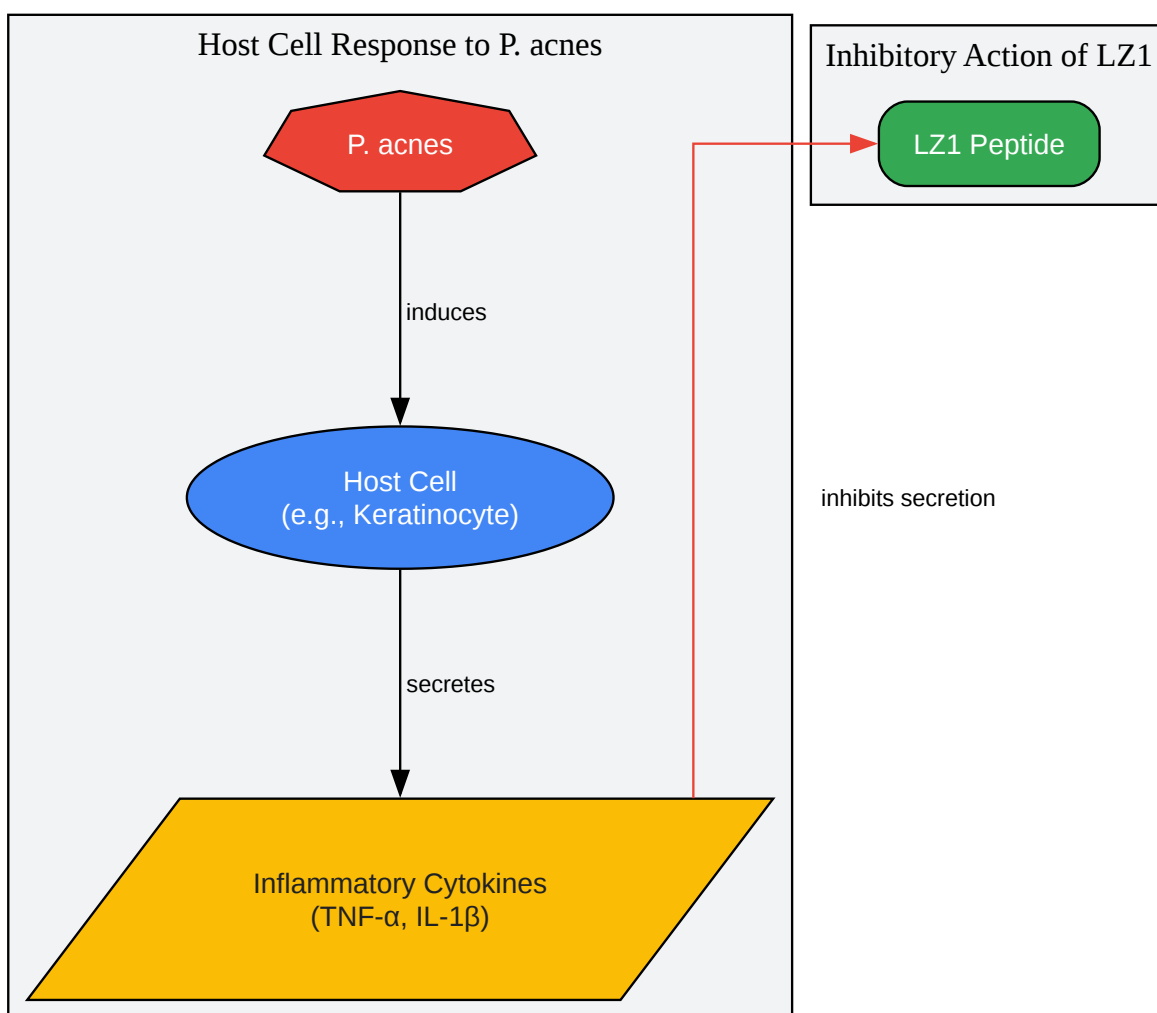 Host Cell Response to P. acnes
Inhibitory Action of LZ1
P. acnes
LZ1 Peptide
induces
Host Cell
(e.g., Keratinocyte)
inhibits secretion
secretes
Inflammatory Cytokines
(TNF-α, IL-1β)